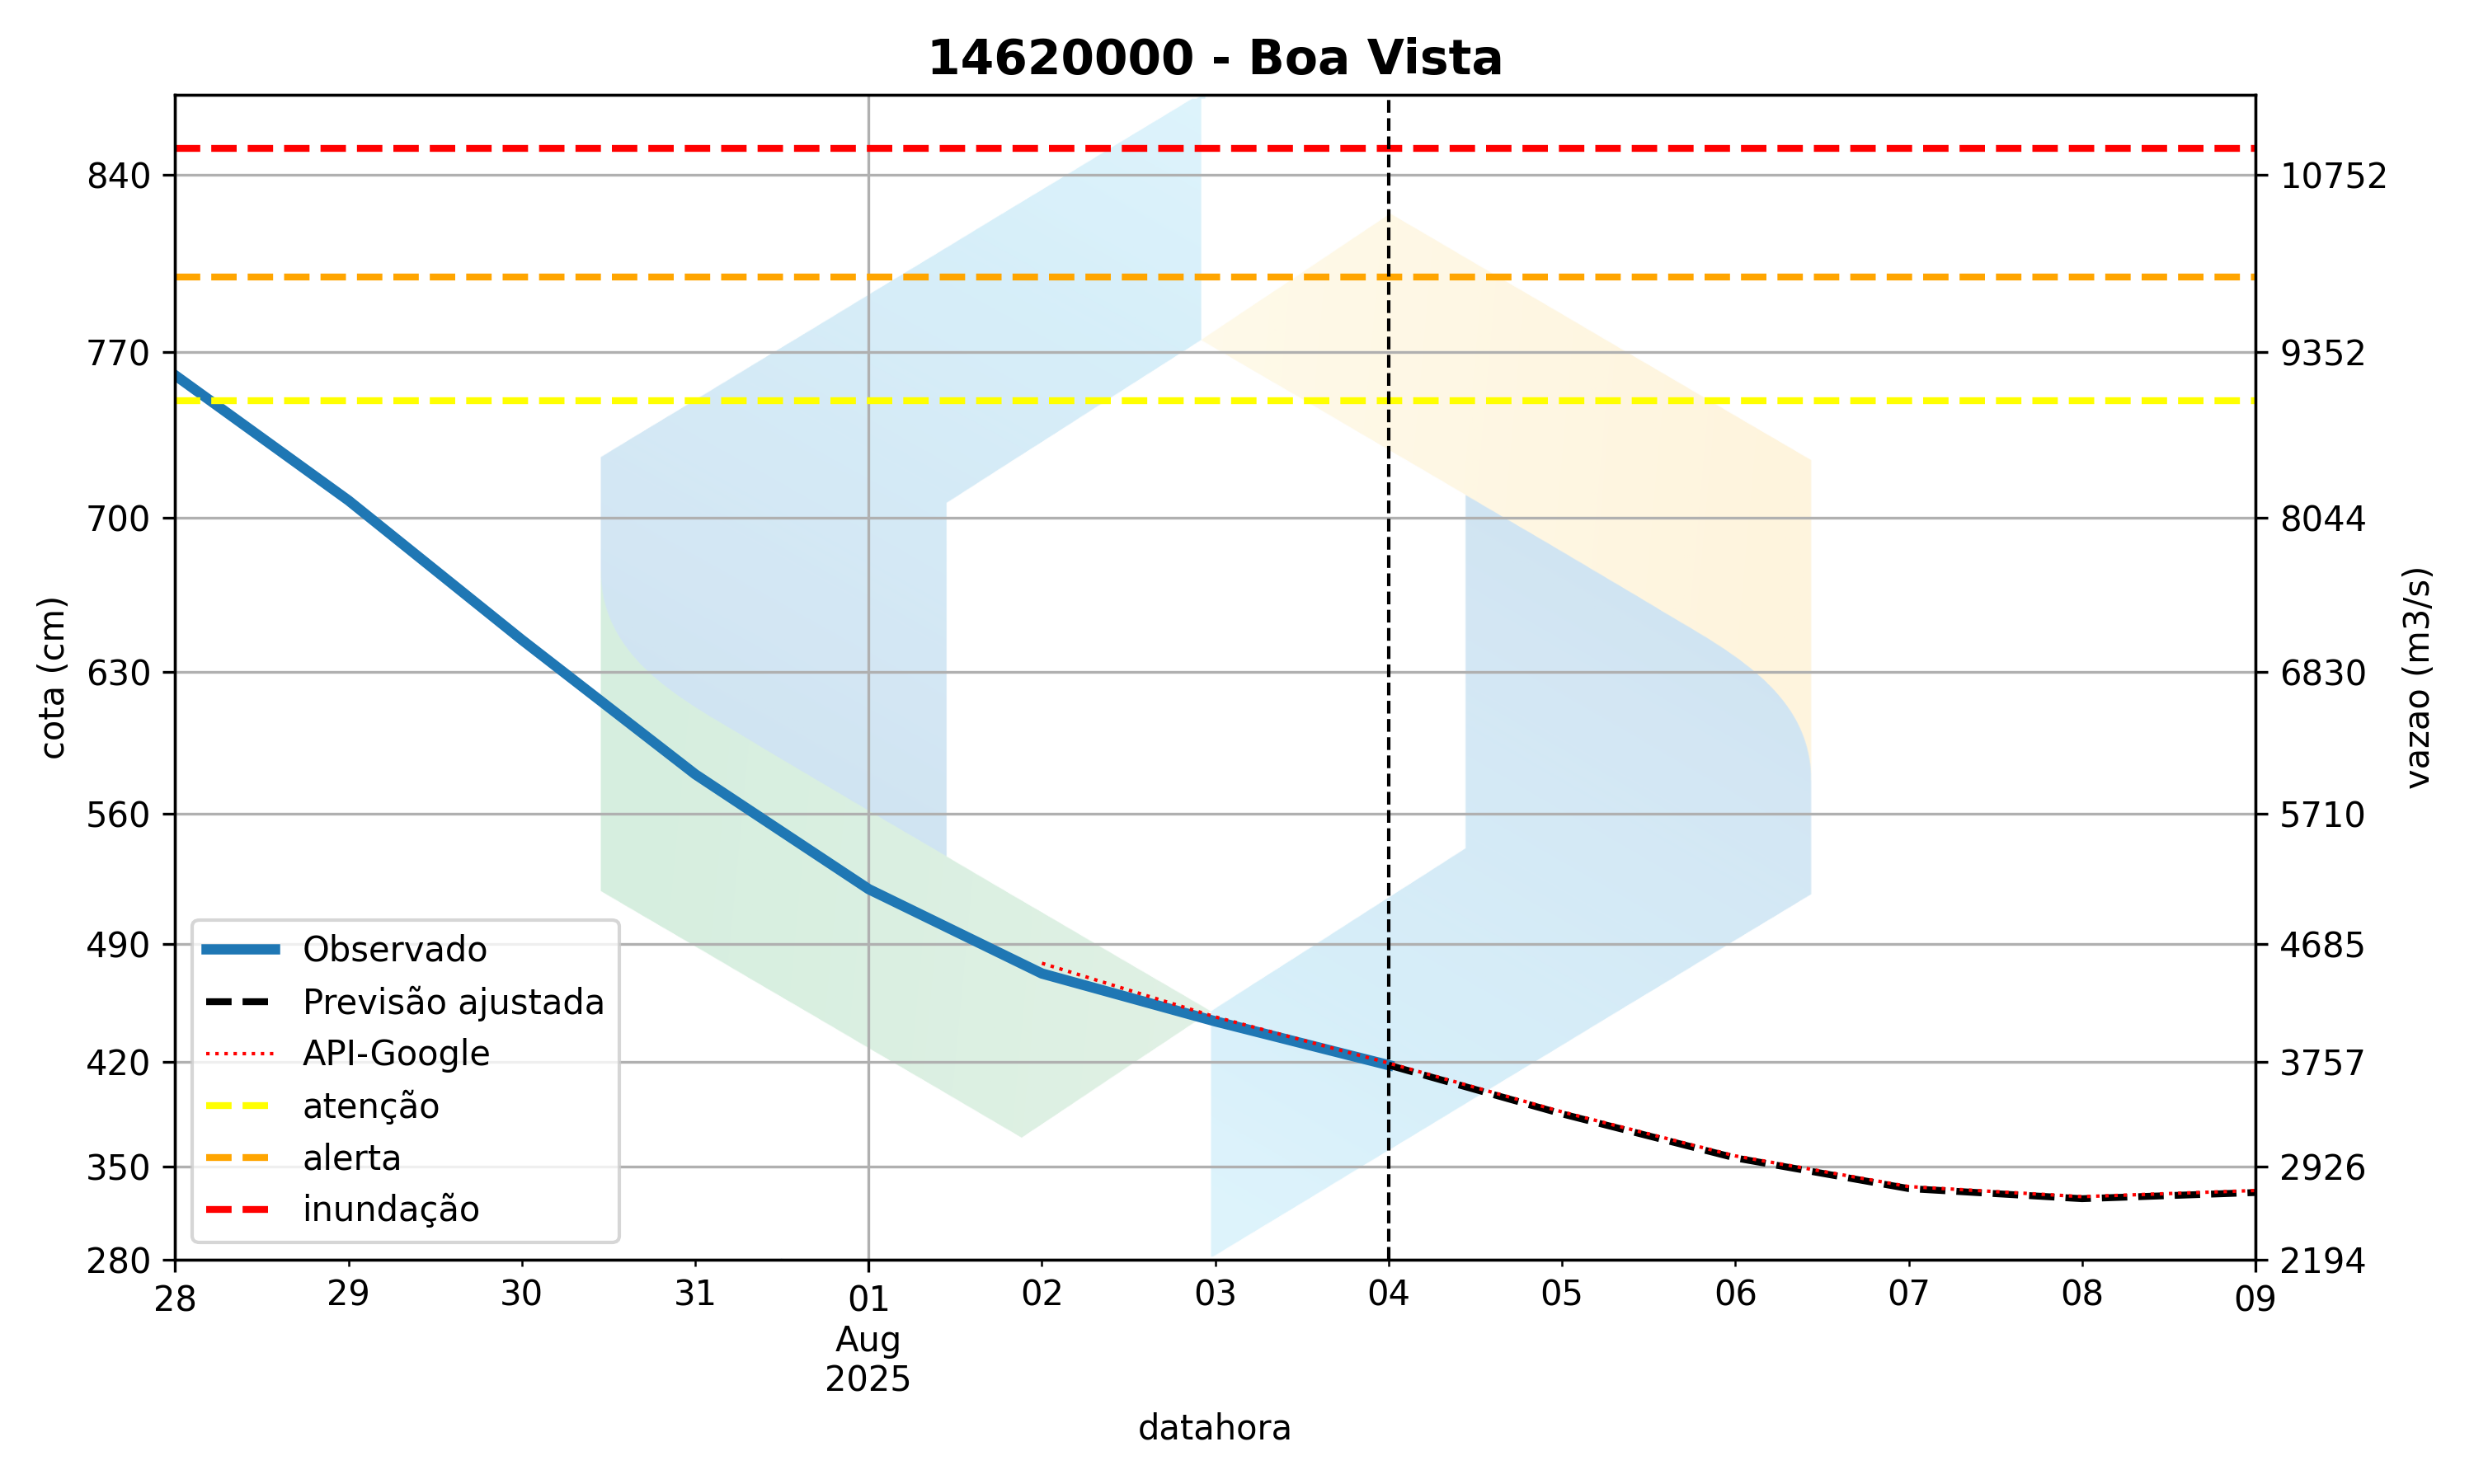 14620000 - Boa Vista
840
770
700
630
560
490
420
350
280
cota (cm)
10752
9352
8044
6830
5710
4685
3757
2926
2194
vazao (m3/s)
Observado
Previsão ajustada
API-Google
atenção
alerta
inundação
28 29 30 31 01 02 03 04 05 06 07 08 09
Aug
2025
datahora